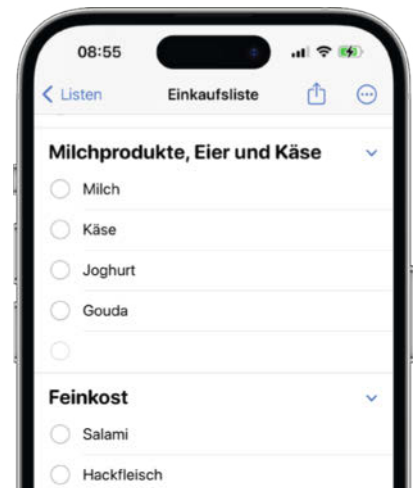 08:55
Listen Einkaufsliste
Milchprodukte, Eier und Käse
Milch
Käse
Joghurt
Gouda
Feinkost
Salami
Hackfleisch